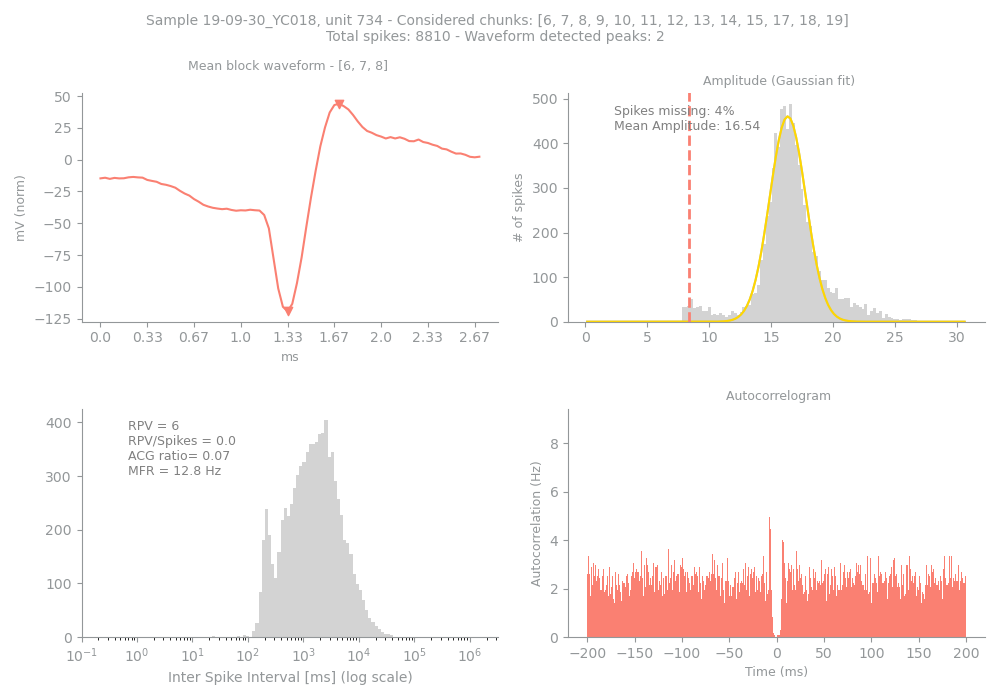 Sample 19-09-30_YC018, unit 734 - Considered chunks: [6, 7, 8, 9, 10, 11, 12, 13, 14, 15, 17, 18, 19]
Total spikes: 8810 - Waveform detected peaks: 2
Mean block waveform - [6, 7, 8]
50
25
0
−25
−50
−75
−100
−125
mV (norm)
0.0 0.33 0.67 1.0 1.33 1.67 2.0 2.33 2.67
ms
Amplitude (Gaussian fit)
Spikes missing: 4%
Mean Amplitude: 16.54
500
400
300
200
100
0
# of spikes
0 5 10 15 20 25 30
RPV = 6
RPV/Spikes = 0.0
ACG ratio= 0.07
MFR = 12.8 Hz
400
300
200
100
0
10⁻¹ 10⁰ 10¹ 10² 10³ 10⁴ 10⁵ 10⁶
Inter Spike Interval [ms] (log scale)
Autocorrelogram
8
6
4
2
0
Autocorrelation (Hz)
−200 −150 −100 −50 0 50 100 150 200
Time (ms)